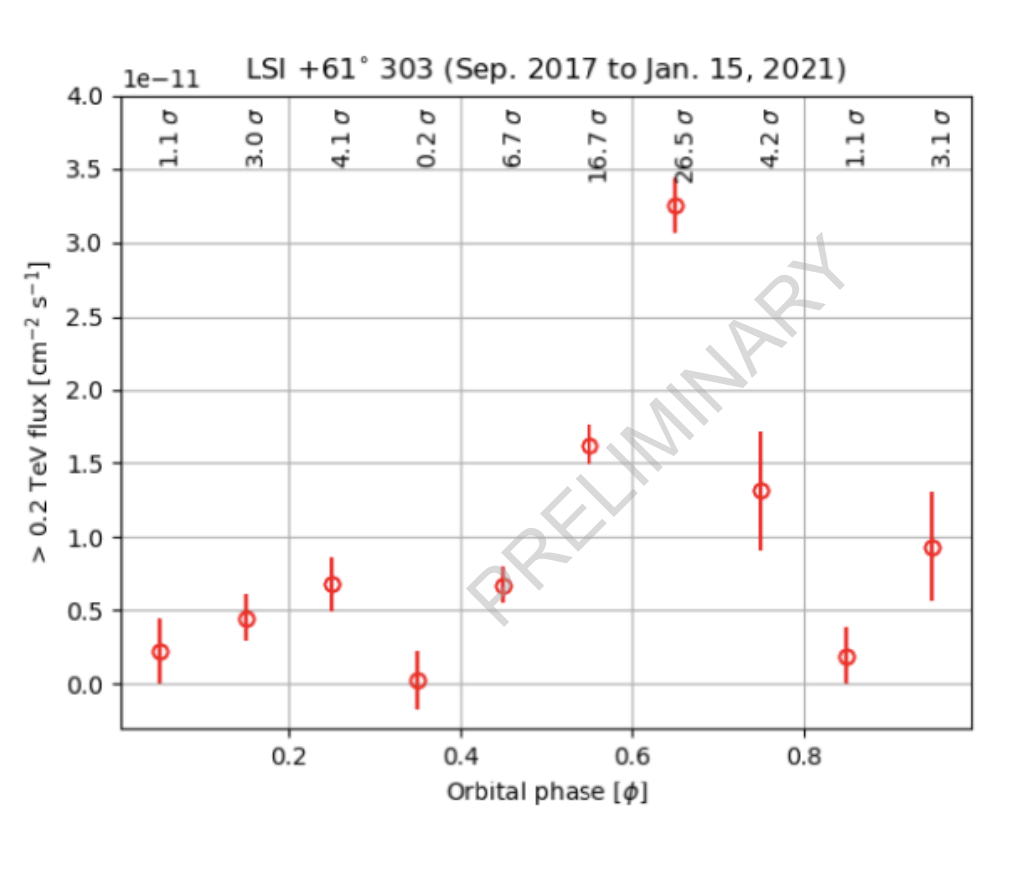 LSI +61° 303 (Sep. 2017 to Jan. 15, 2021)
1e−11
4.0
3.5
3.0
2.5
2.0
1.5
1.0
0.5
0.0
> 0.2 TeV flux [cm⁻² s⁻¹]
1.1 σ
3.0 σ
4.1 σ
0.2 σ
6.7 σ
16.7 σ
26.5 σ
4.2 σ
1.1 σ
3.1 σ
PRELIMINARY
0.2 0.4 0.6 0.8
Orbital phase [ϕ]